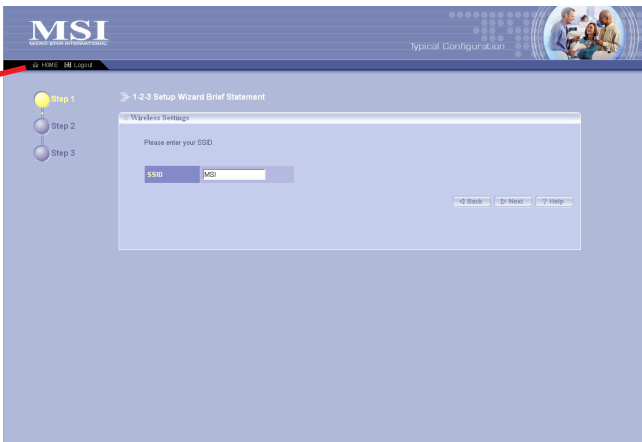 MSI
MICRO STAR INTERNATIONAL
Typical Configuration
HOME Logout
Step 1
Step 2
Step 3
1-2-3 Setup Wizard Brief Statement
Wireless Settings
Please enter your SSID.
SSID MSI
Back Next ? Help